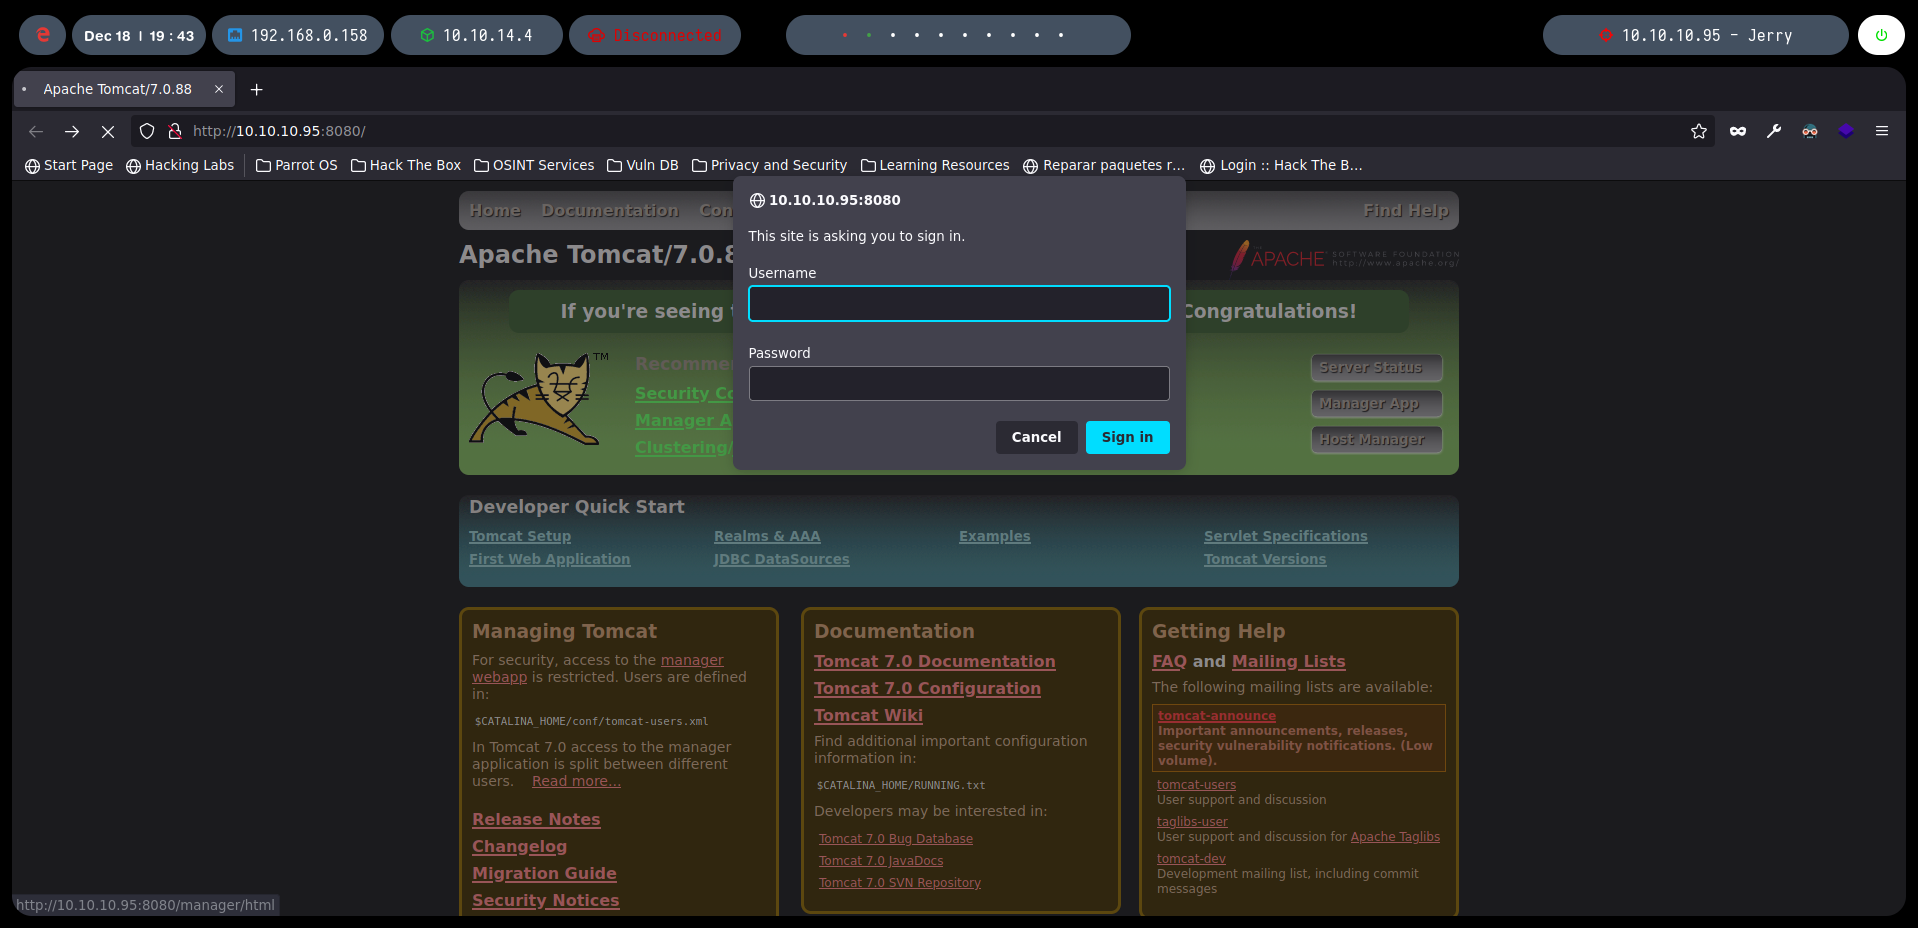 Dec 18 | 19 : 43
192.168.0.158
10.10.14.4
Disconnected
10.10.10.95 - Jerry
Apache Tomcat/7.0.88
http://10.10.10.95:8080/
Start Page
Hacking Labs
Parrot OS
Hack The Box
OSINT Services
Vuln DB
Privacy and Security
Learning Resources
Reparar paquetes r...
Login :: Hack The B...
10.10.10.95:8080
This site is asking you to sign in.
Username
Password
Cancel
Sign in
Home
Documentation
Con
Find Help
Apache Tomcat/7.0.8
APACHE
SOFTWARE FOUNDATION
http://www.apache.org/
If you're seeing
Congratulations!
TM
Recomme
Security Co
Manager A
Clustering/
Server Status
Manager App
Host Manager
Developer Quick Start
Tomcat Setup
First Web Application
Realms & AAA
JDBC DataSources
Examples
Servlet Specifications
Tomcat Versions
Managing Tomcat
For security, access to the manager
webapp is restricted. Users are defined
in:
$CATALINA_HOME/conf/tomcat-users.xml
In Tomcat 7.0 access to the manager
application is split between different
users. Read more...
Release Notes
Changelog
Migration Guide
Security Notices
Documentation
Tomcat 7.0 Documentation
Tomcat 7.0 Configuration
Tomcat Wiki
Find additional important configuration
information in:
$CATALINA_HOME/RUNNING.txt
Developers may be interested in:
Tomcat 7.0 Bug Database
Tomcat 7.0 JavaDocs
Tomcat 7.0 SVN Repository
Getting Help
FAQ and Mailing Lists
The following mailing lists are available:
tomcat-announce
Important announcements, releases,
security vulnerability notifications. (Low
volume).
tomcat-users
User support and discussion
taglibs-user
User support and discussion for Apache Taglibs
tomcat-dev
Development mailing list, including commit
messages
http://10.10.10.95:8080/manager/html